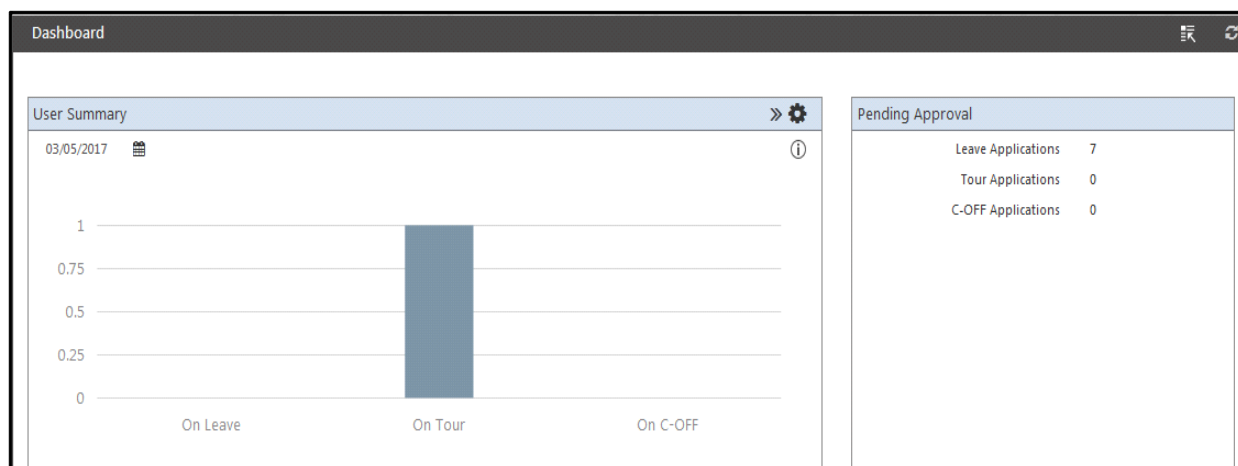 Dashboard
User Summary
03/05/2017
1
0.75
0.5
0.25
0
On Leave On Tour On C-OFF
Pending Approval
Leave Applications 7
Tour Applications 0
C-OFF Applications 0